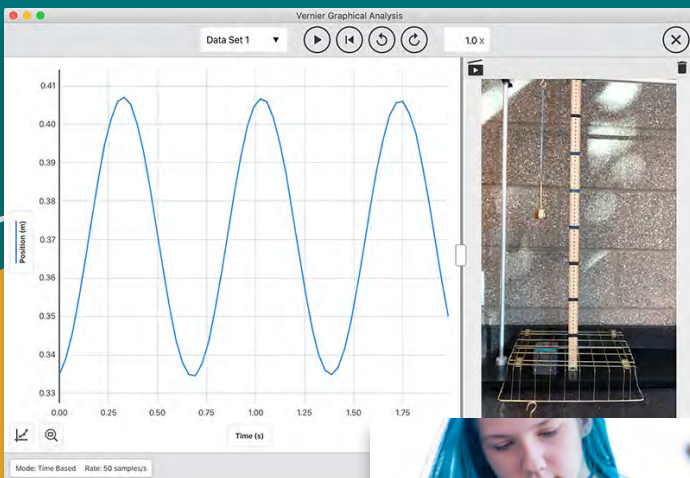 Vernier Graphical Analysis
Data Set 1
1.0 x
0.41
0.40
0.39
0.38
0.37
0.36
0.35
0.34
0.33
Position (m)
0.00 0.25 0.50 0.75 1.00 1.25 1.50 1.75
Time (s)
Mode: Time Based Rate: 50 samples/s